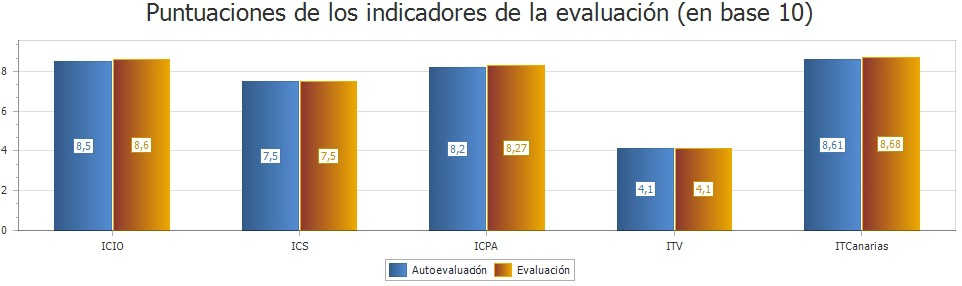 Puntuaciones de los indicadores de la evaluación (en base 10)
8
6
4
2
0
8,5
8,6
7,5
7,5
8,2
8,27
4,1
4,1
8,61
8,68
ICIO
ICS
ICPA
ITV
ITCanarias
Autoevaluación
Evaluación